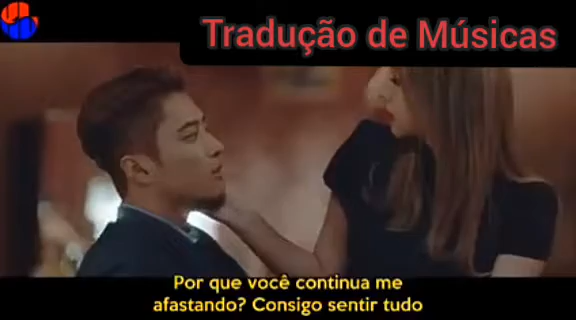 Tradução de Músicas
Por que você continua me
afastando? Consigo sentir tudo